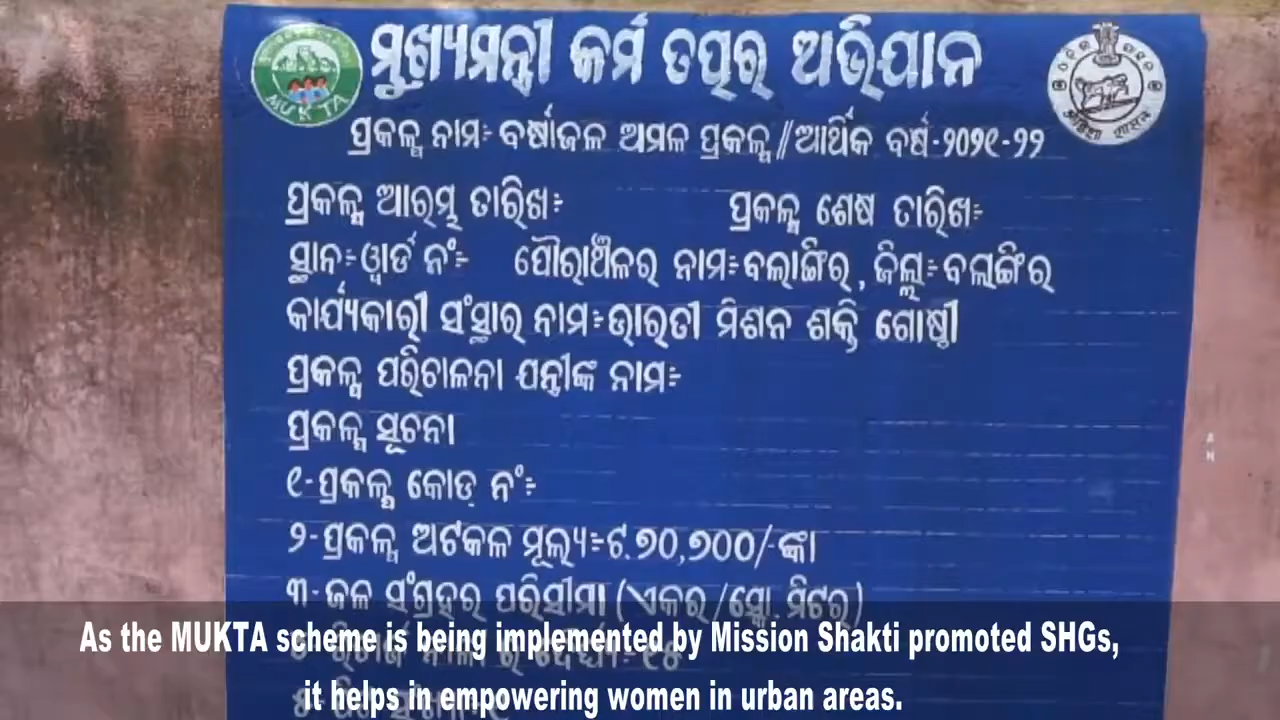 ମୁଖ୍ୟମନ୍ତ୍ରୀ କର୍ମ ତତ୍ପର ଅଭିଯାନ
MUKTA
ପ୍ରକଳ୍ପ ନାମ:- ବର୍ଷାଜଳ ଅମଳ ପ୍ରକଳ୍ପ // ଆର୍ଥିକ ବର୍ଷ-୨୦୨୧-୨୨
ପ୍ରକଳ୍ପ ଆରମ୍ଭ ତାରିଖ:- ପ୍ରକଳ୍ପ ଶେଷ ତାରିଖ:-
ସ୍ଥାନ:-ଓ୍ବାର୍ଡ ନଂ:- ପୌରାଞ୍ଚଳର ନାମ:-ବଲାଙ୍ଗିର, ଜିଲ୍ଲା:-ବଲାଙ୍ଗିର
କାର୍ଯ୍ୟକାରୀ ସଂସ୍ଥାର ନାମ:-ଭାରତୀ ମିଶନ ଶକ୍ତି ଗୋଷ୍ଠୀ
ପ୍ରକଳ୍ପ ପରିଚାଳନା ଯନ୍ତ୍ରୀଙ୍କ ନାମ:-
ପ୍ରକଳ୍ପ ସୂଚନା
୧-ପ୍ରକଳ୍ପ କୋଡ୍ ନଂ:-
୨-ପ୍ରକଳ୍ପ ଅଟକଳ ମୂଲ୍ୟ:-ଟ.୭୦,୭୦୦/-ଙ୍କା
୩-ଜଳ ସଂଗ୍ରହର ପରିସୀମା (ଏକର/ସ୍କୋ.ମିଟର)
As the MUKTA scheme is being implemented by Mission Shakti promoted SHGs,
it helps in empowering women in urban areas.